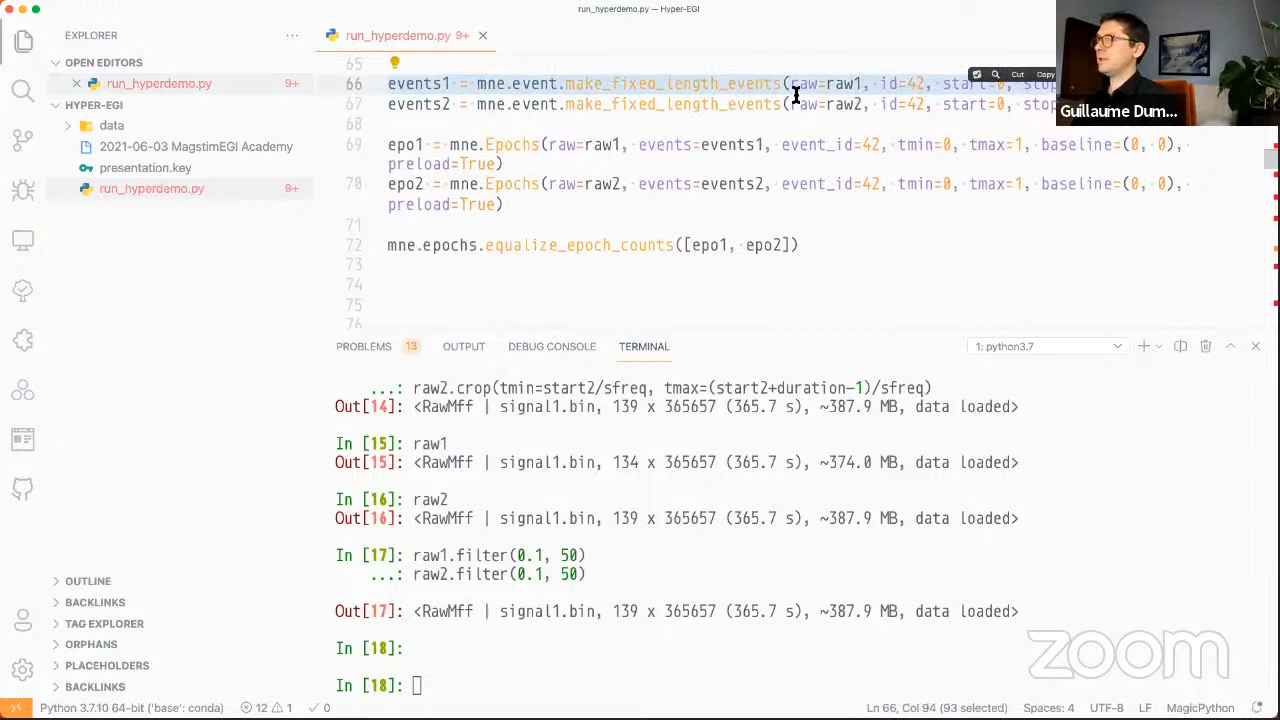 run_hyperdemo.py — Hyper-EGI
EXPLORER
run_hyperdemo.py 9+
OPEN EDITORS
run_hyperdemo.py 9+
HYPER-EGI
data
2021-06-03 MagstimEGI Academy
presentation.key
run_hyperdemo.py 9+
OUTLINE
BACKLINKS
TAG EXPLORER
ORPHANS
PLACEHOLDERS
BACKLINKS
65
66 events1 = mne.event.make_fixed_length_events(raw=raw1, id=42, start=0, stop
67 events2 = mne.event.make_fixed_length_events(raw=raw2, id=42, start=0, stop
68
69 epo1 = mne.Epochs(raw=raw1, events=events1, event_id=42, tmin=0, tmax=1, baseline=(0, 0),
preload=True)
70 epo2 = mne.Epochs(raw=raw2, events=events2, event_id=42, tmin=0, tmax=1, baseline=(0, 0),
preload=True)
71
72 mne.epochs.equalize_epoch_counts([epo1, epo2])
73
74
75
76
Cut Copy
Guillaume Dum...
PROBLEMS 13 OUTPUT DEBUG CONSOLE TERMINAL 1: python3.7
...: raw2.crop(tmin=start2/sfreq, tmax=(start2+duration-1)/sfreq)
Out[14]: <RawMff | signal1.bin, 139 x 365657 (365.7 s), ~387.9 MB, data loaded>
In [15]: raw1
Out[15]: <RawMff | signal1.bin, 134 x 365657 (365.7 s), ~374.0 MB, data loaded>
In [16]: raw2
Out[16]: <RawMff | signal1.bin, 139 x 365657 (365.7 s), ~387.9 MB, data loaded>
In [17]: raw1.filter(0.1, 50)
...: raw2.filter(0.1, 50)
Out[17]: <RawMff | signal1.bin, 139 x 365657 (365.7 s), ~387.9 MB, data loaded>
In [18]:
In [18]:
zoom
Python 3.7.10 64-bit ('base': conda) 12 1 0 Ln 66, Col 94 (93 selected) Spaces: 4 UTF-8 LF MagicPython